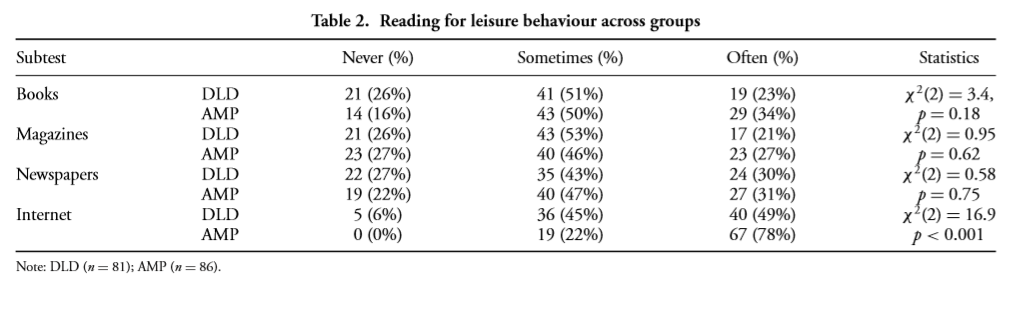 Table 2. Reading for leisure behaviour across groups
Subtest Never (%) Sometimes (%) Often (%) Statistics
Books DLD 21 (26%) 41 (51%) 19 (23%) χ²(2) = 3.4,
AMP 14 (16%) 43 (50%) 29 (34%) p = 0.18
Magazines DLD 21 (26%) 43 (53%) 17 (21%) χ²(2) = 0.95
AMP 23 (27%) 40 (46%) 23 (27%) p = 0.62
Newspapers DLD 22 (27%) 35 (43%) 24 (30%) χ²(2) = 0.58
AMP 19 (22%) 40 (47%) 27 (31%) p = 0.75
Internet DLD 5 (6%) 36 (45%) 40 (49%) χ²(2) = 16.9
AMP 0 (0%) 19 (22%) 67 (78%) p < 0.001
Note: DLD (n = 81); AMP (n = 86).